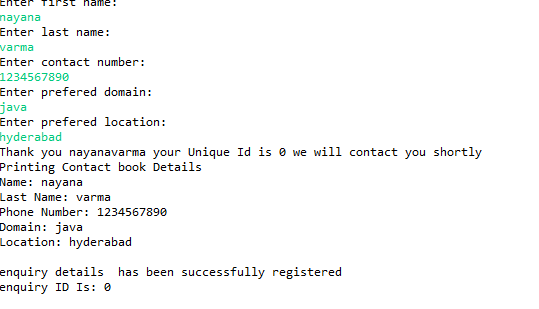 Enter first name:
nayana
Enter last name:
varma
Enter contact number:
1234567890
Enter prefered domain:
java
Enter prefered location:
hyderabad
Thank you nayanavarma your Unique Id is 0 we will contact you shortly
Printing Contact book Details
Name: nayana
Last Name: varma
Phone Number: 1234567890
Domain: java
Location: hyderabad
enquiry details  has been successfully registered
enquiry ID Is: 0